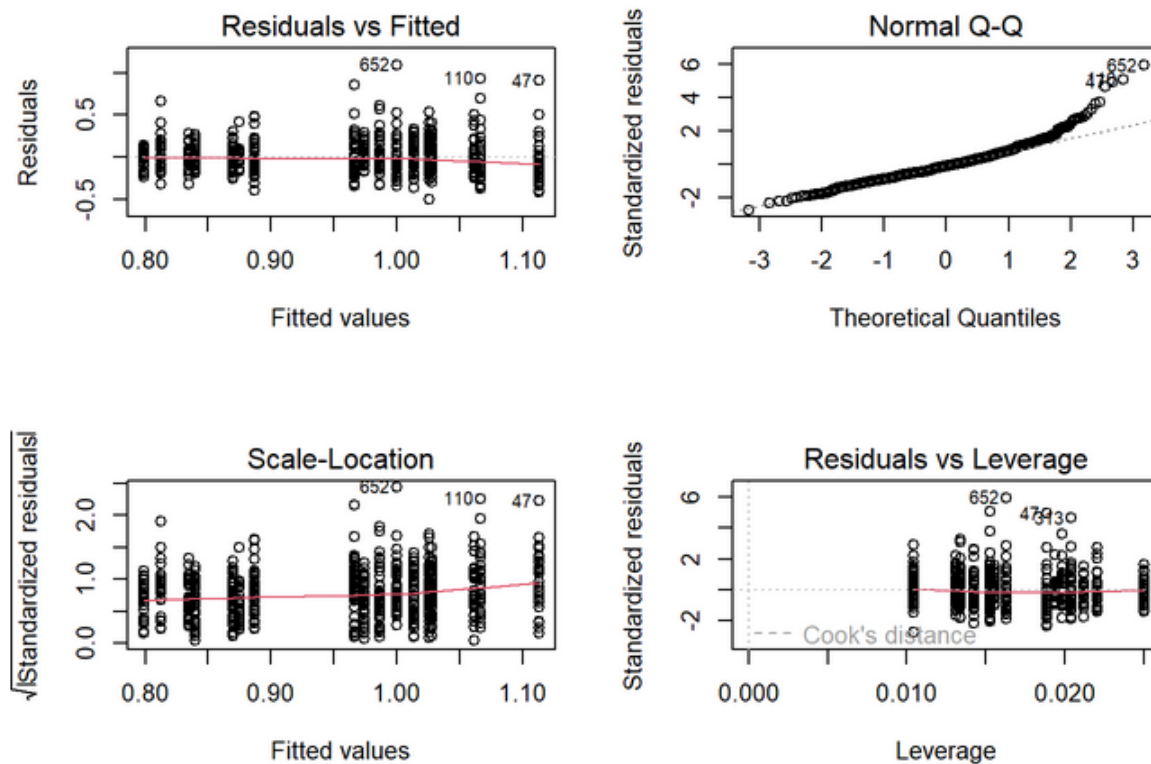 Residuals vs Fitted
Residuals
0.5
-0.5
652
110
47
0.80 0.90 1.00 1.10
Fitted values
Normal Q-Q
Standardized residuals
6
4
2
-2
652
-3 -2 -1 0 1 2 3
Theoretical Quantiles
Scale-Location
√|Standardized residuals|
2.0
1.0
0.0
652
110
47
0.80 0.90 1.00 1.10
Fitted values
Residuals vs Leverage
Standardized residuals
6
2
-2
652
47
313
Cook's distance
0.000 0.010 0.020
Leverage